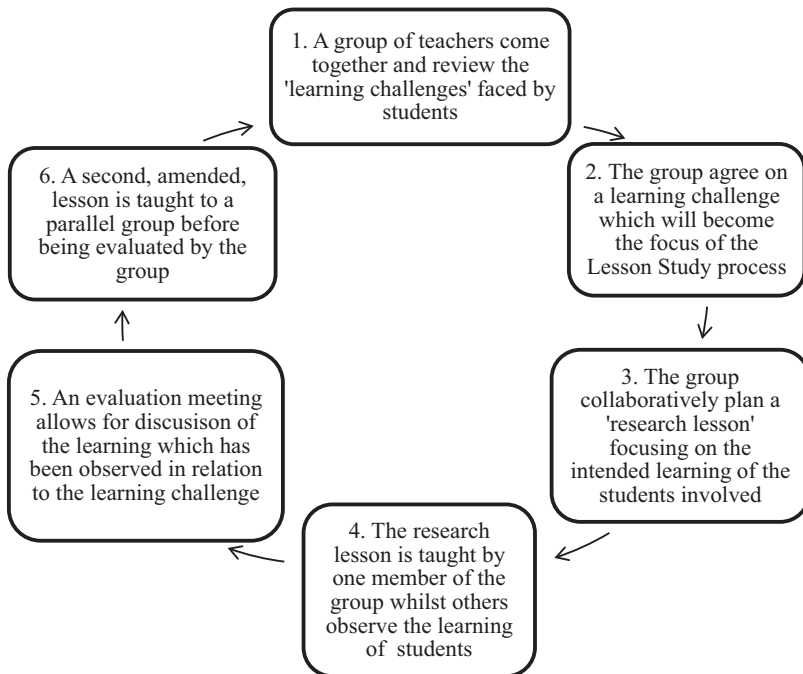 1. A group of teachers come
together and review the
'learning challenges' faced by
students
2. The group agree on
a learning challenge
which will become
the focus of the
Lesson Study process
3. The group
collaboratively plan a
'research lesson'
focusing on the
intended learning of the
students involved
4. The research
lesson is taught by
one member of the
group whilst others
observe the learning
of students
5. An evaluation meeting
allows for discusison of
the learning which has
been observed in relation
to the learning challenge
6. A second, amended,
lesson is taught to a
parallel group before
being evaluated by the
group